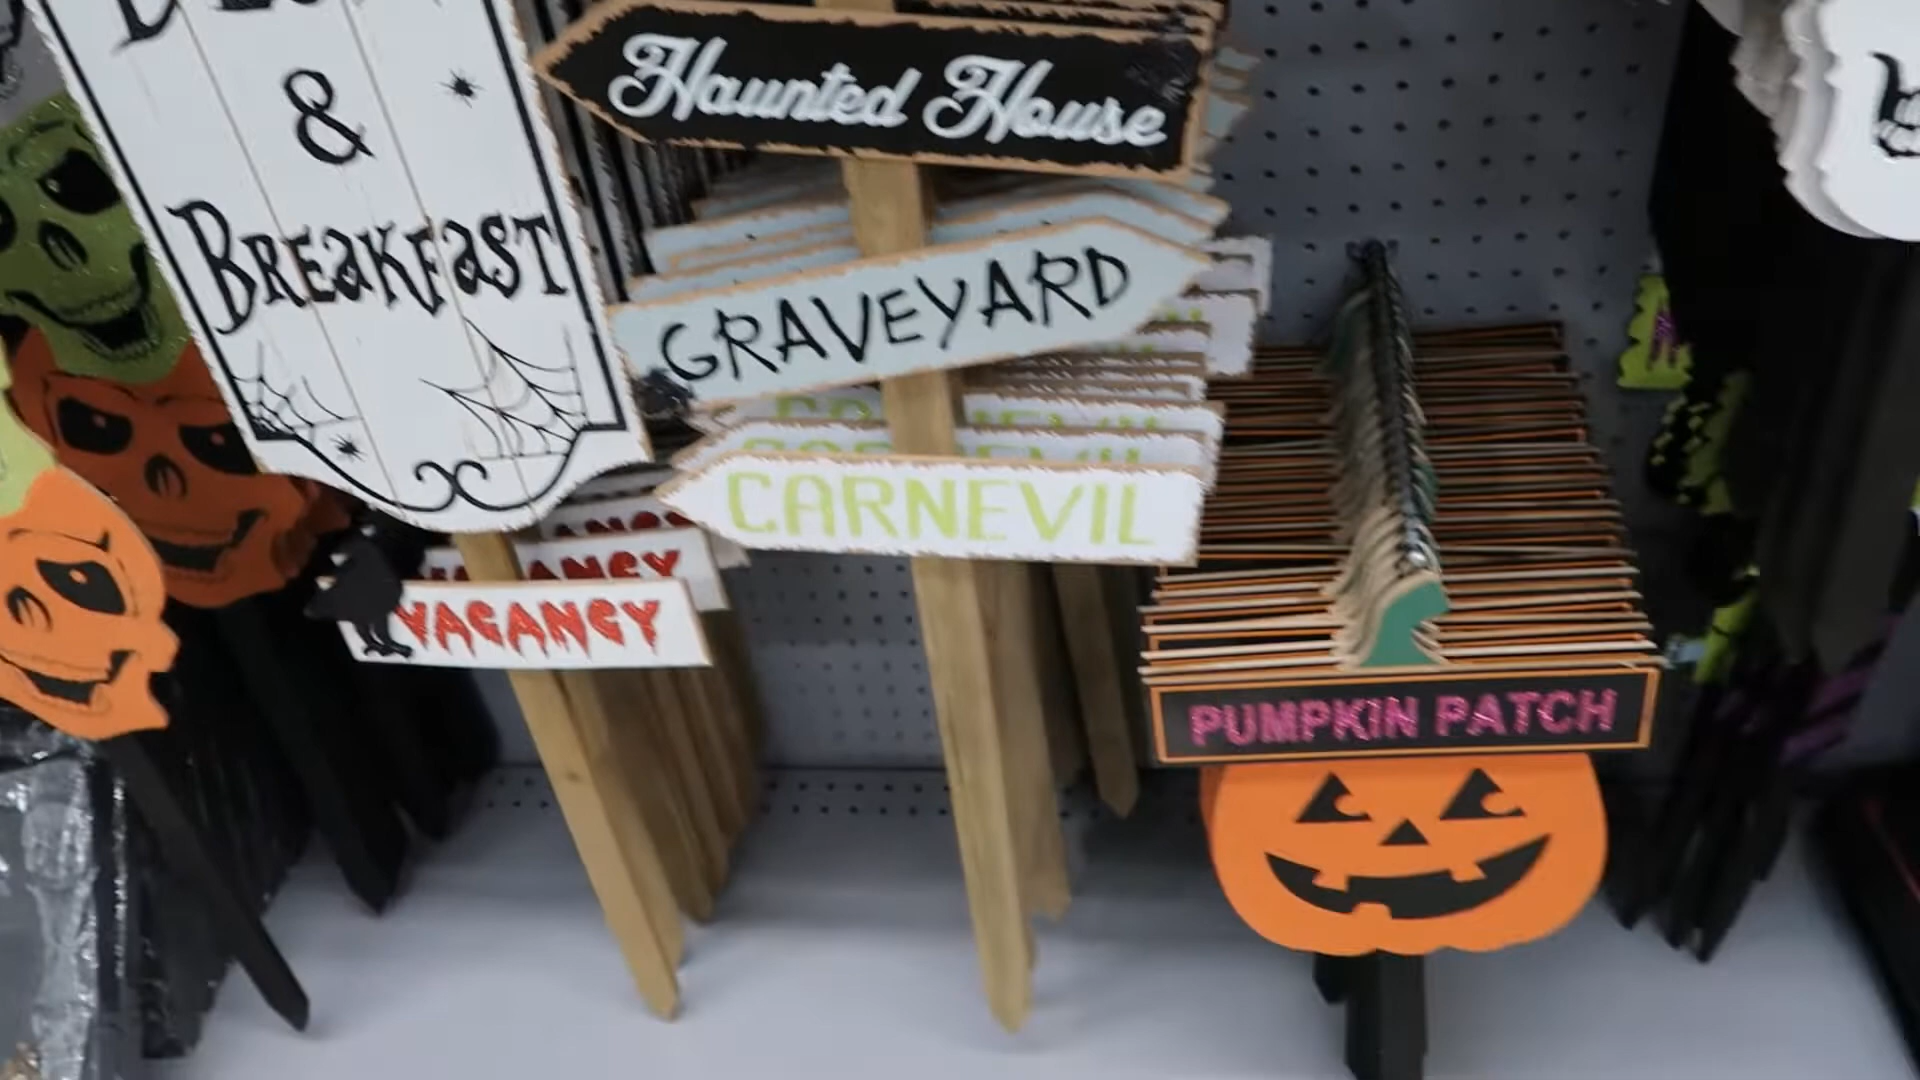 &
BREAKFAST
VACANCY
Haunted House
GRAVEYARD
CARNEVIL
PUMPKIN PATCH